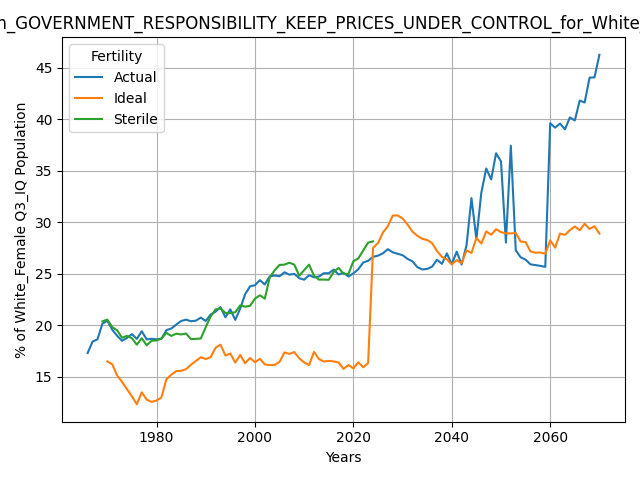 n_GOVERNMENT_RESPONSIBILITY_KEEP_PRICES_UNDER_CONTROL_for_White_
Fertility
Actual
Ideal
Sterile
% of White_Female Q3_IQ Population
45
40
35
30
25
20
15
1980
2000
2020
2040
2060
Years